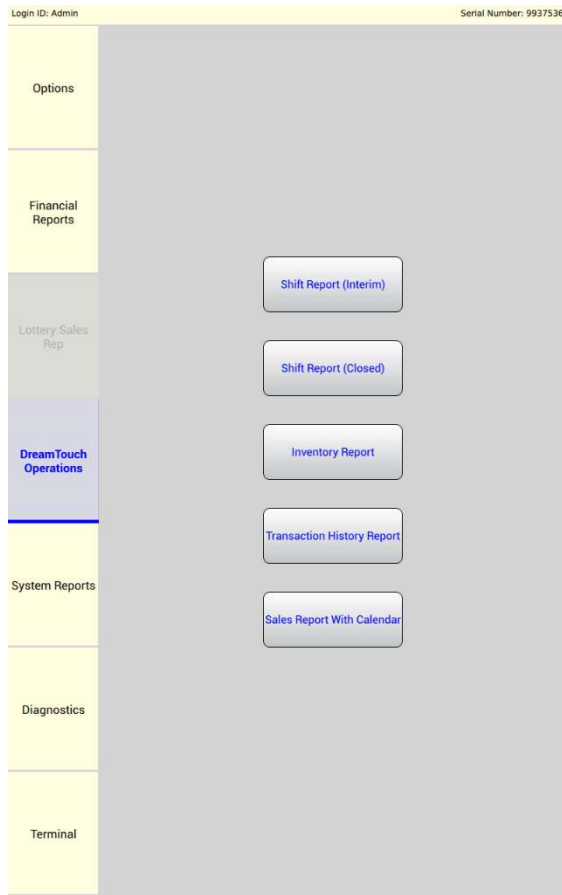 Login ID: Admin
Serial Number: 9937536
Options
Financial
Reports
Lottery Sales
Rep
DreamTouch
Operations
System Reports
Diagnostics
Terminal
Shift Report (Interim)
Shift Report (Closed)
Inventory Report
Transaction History Report
Sales Report With Calendar